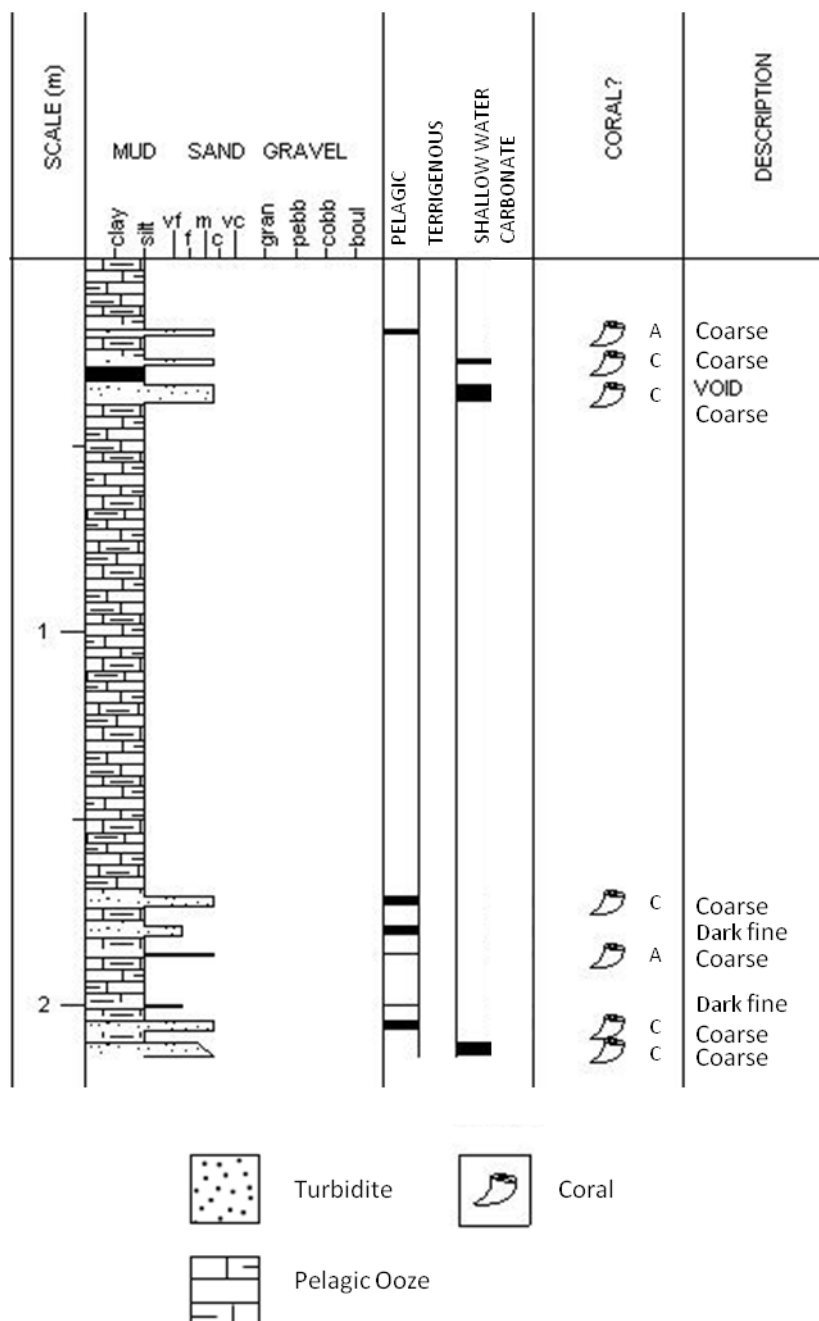 SCALE (m)
MUD SAND GRAVEL
clay
silt
vf
f
m
c
vc
gran
pebb
cobb
boul
PELAGIC
TERRIGENOUS
SHALLOW WATER
CARBONATE
CORAL?
DESCRIPTION
A Coarse
C Coarse
VOID
C Coarse
1
C Coarse
Dark fine
A Coarse
2 Dark fine
C Coarse
C Coarse
Turbidite Coral
Pelagic Ooze